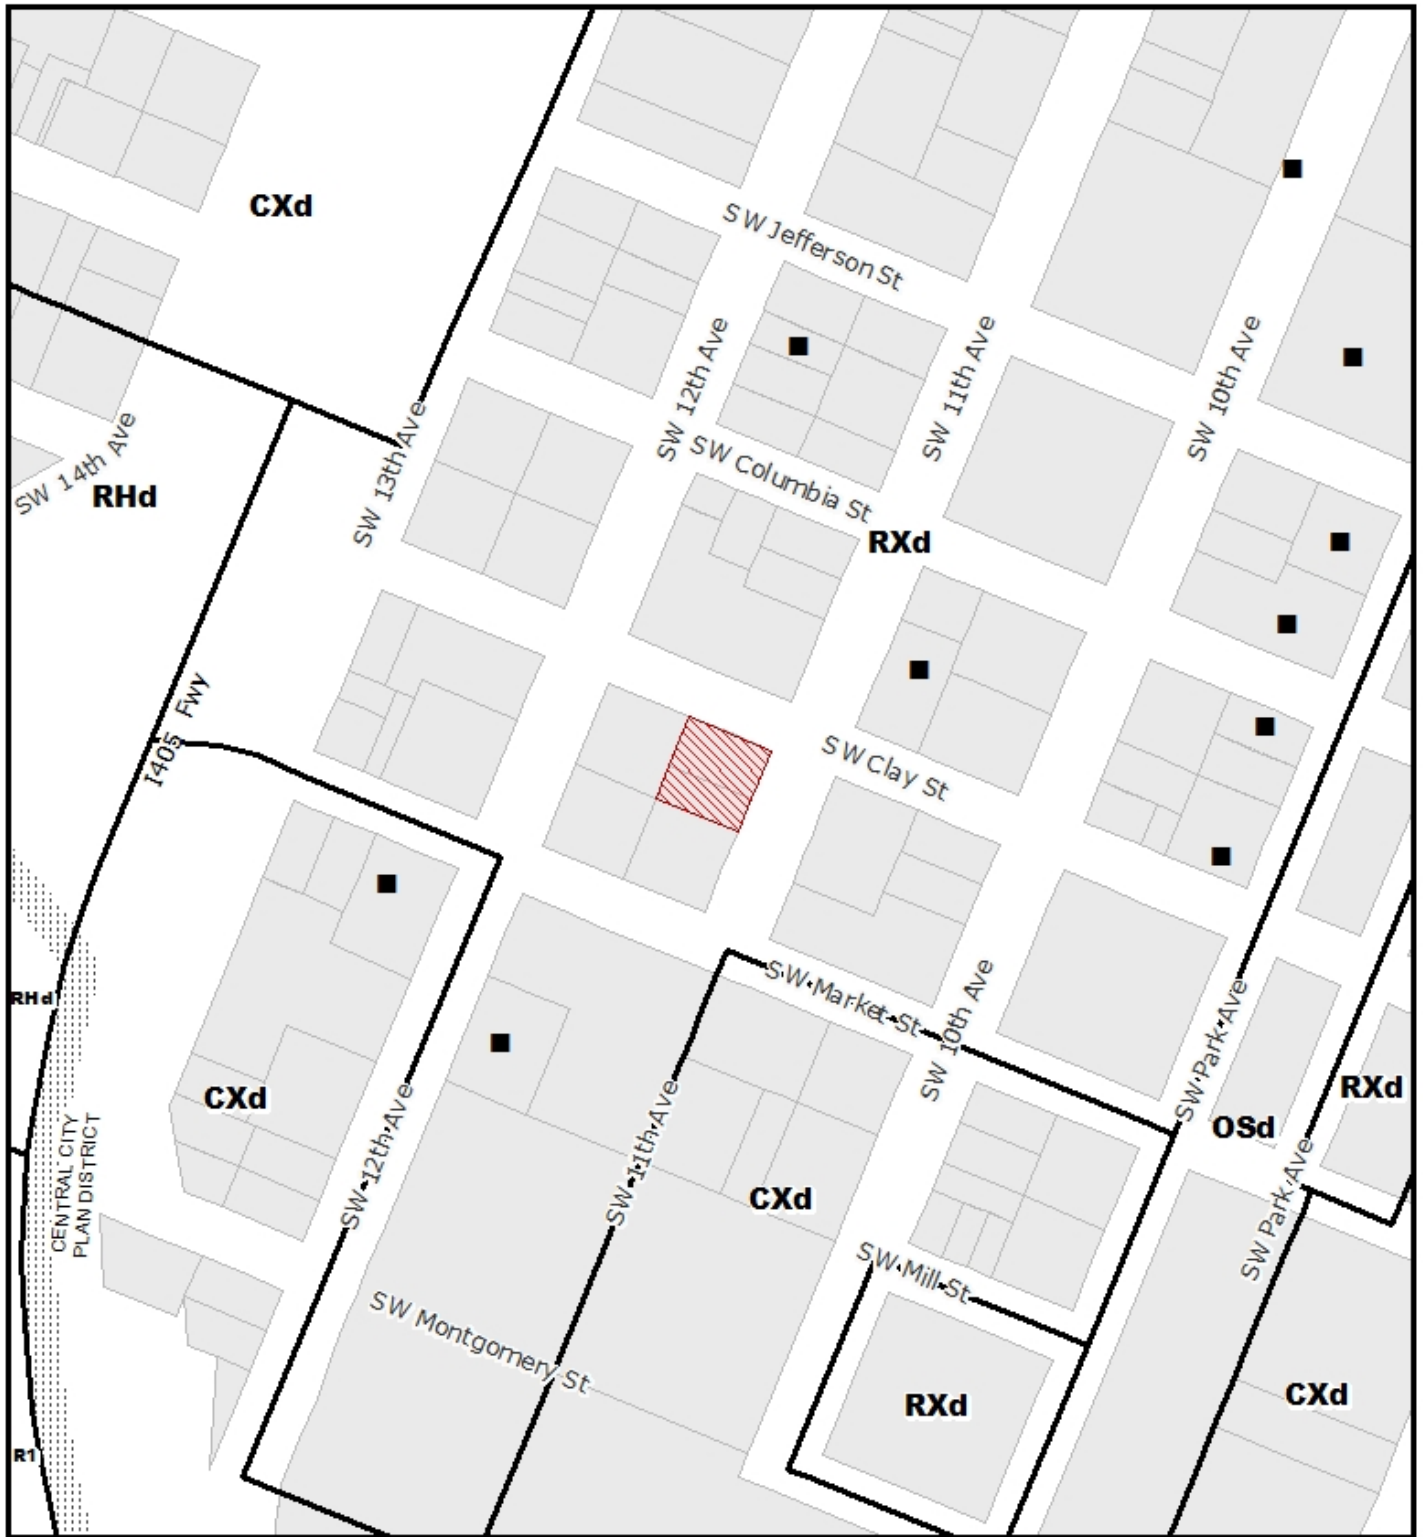 CXd
SW Jefferson St
SW 12th Ave
SW 11th Ave
SW 10th Ave
SW 13th Ave
SW 14th Ave
RHd
SW Columbia St
RXd
I405 Fwy
SW Clay St
SW Market St
SW 10th Ave
SW Park Ave
RHd
CXd
RXd
OSd
SW 12th Ave
SW 11th Ave
CENTRAL CITY
PLAN DISTRICT
CXd
SW Park Ave
SW Mill St
SW Montgomery St
RXd
CXd
R1